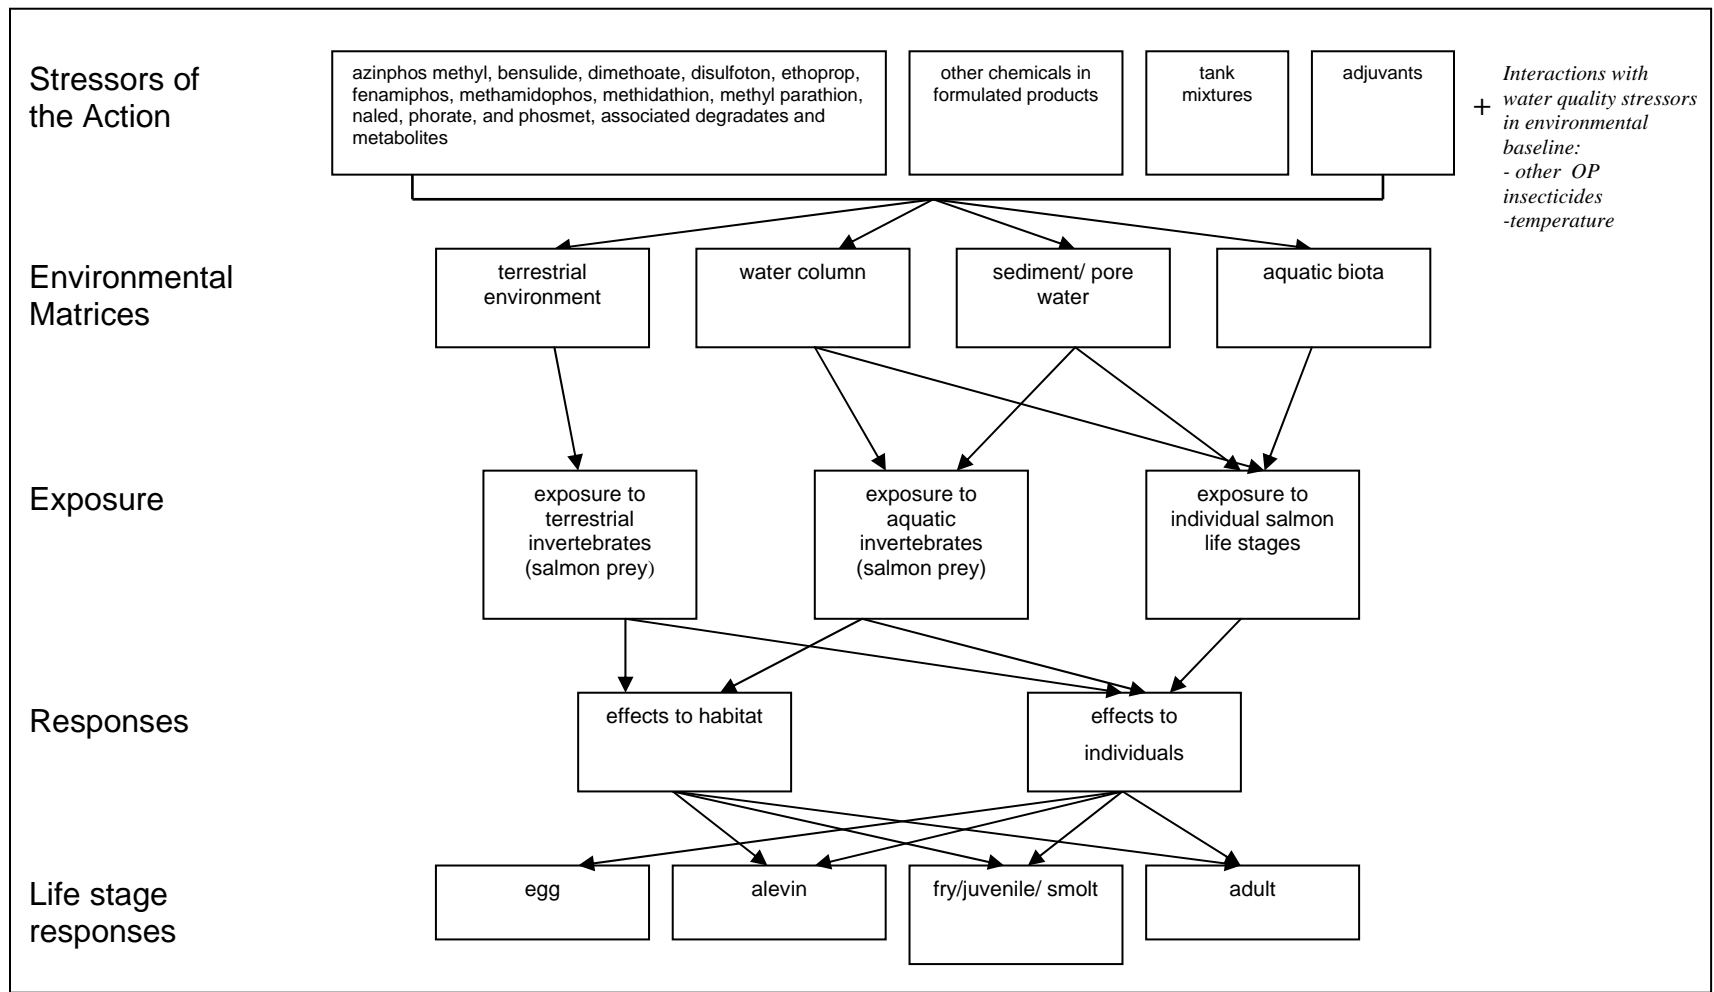 Stressors of
the Action
azinphos methyl, bensulide, dimethoate, disulfoton, ethoprop,
fenamiphos, methamidophos, methidathion, methyl parathion,
naled, phorate, and phosmet, associated degradates and
metabolites
other chemicals in
formulated products
tank
mixtures
adjuvants
+
Interactions with
water quality stressors
in environmental
baseline:
- other OP
insecticides
-temperature
Environmental
Matrices
terrestrial
environment
water column
sediment/ pore
water
aquatic biota
Exposure
exposure to
terrestrial
invertebrates
(salmon prey)
exposure to
aquatic
invertebrates
(salmon prey)
exposure to
individual salmon
life stages
Responses
effects to habitat
effects to
individuals
Life stage
responses
egg
alevin
fry/juvenile/ smolt
adult